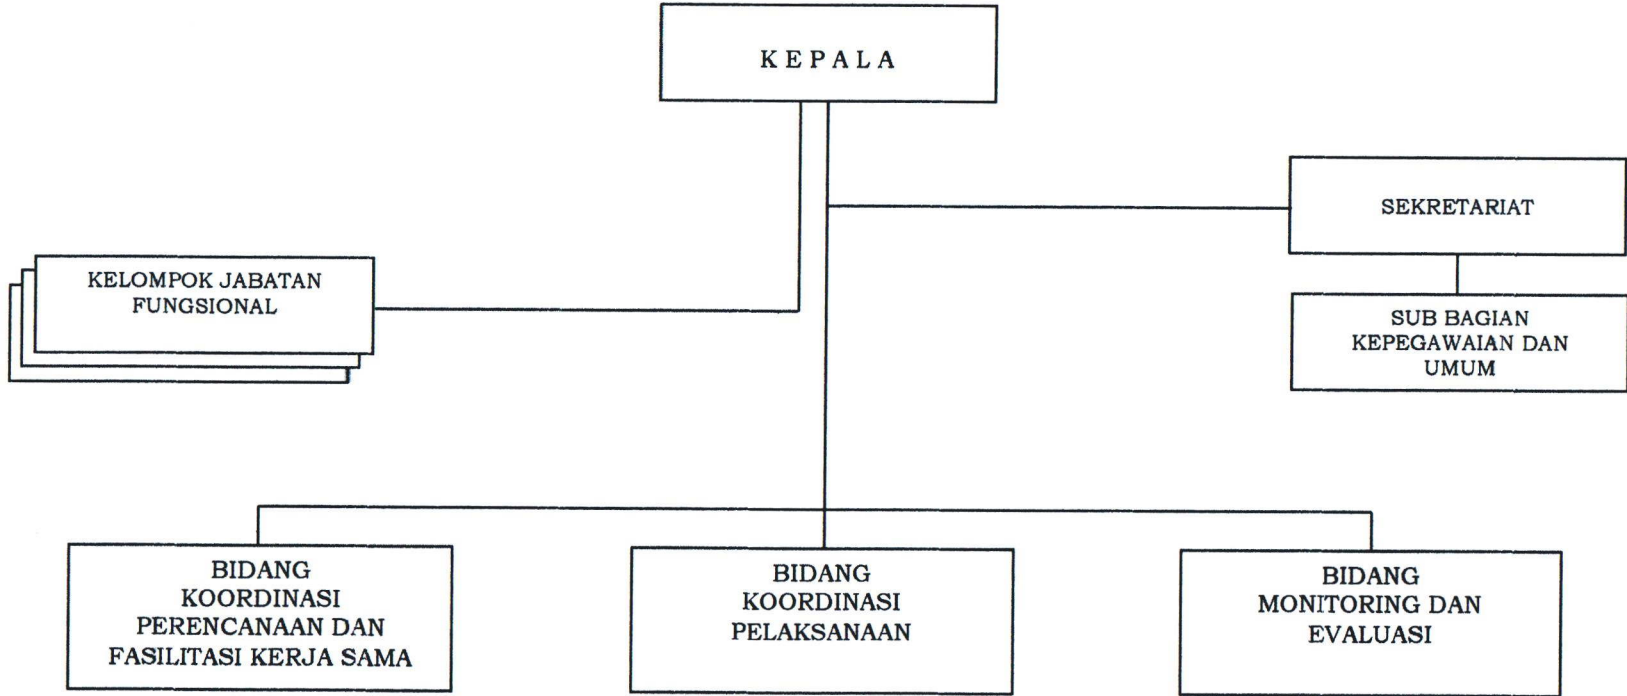 K E P A L A
SEKRETARIAT
KELOMPOK JABATAN
FUNGSIONAL
SUB BAGIAN
KEPEGAWAIAN DAN
UMUM
BIDANG
KOORDINASI
PERENCANAAN DAN
FASILITASI KERJA SAMA
BIDANG
KOORDINASI
PELAKSANAAN
BIDANG
MONITORING DAN
EVALUASI